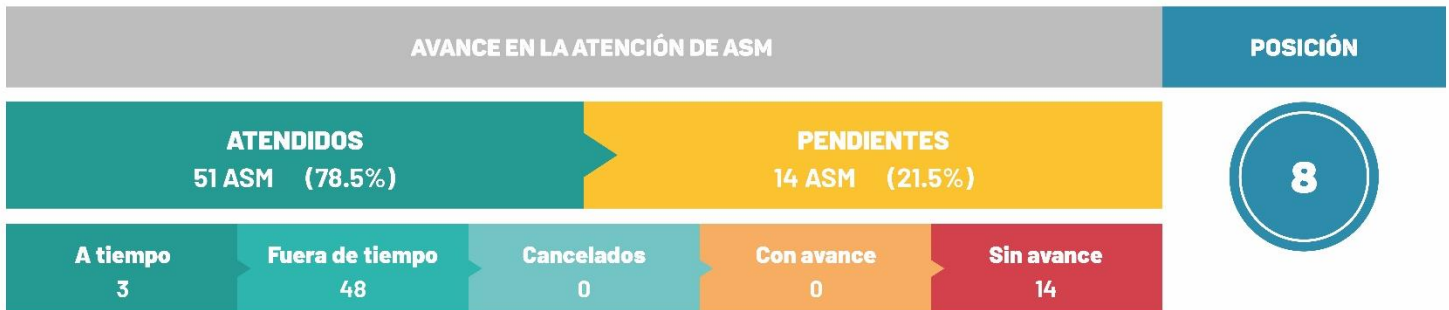 AVANCE EN LA ATENCIÓN DE ASM
POSICIÓN
ATENDIDOS
51 ASM (78.5%)
PENDIENTES
14 ASM (21.5%)
8
A tiempo
3
Fuera de tiempo
48
Cancelados
0
Con avance
0
Sin avance
14